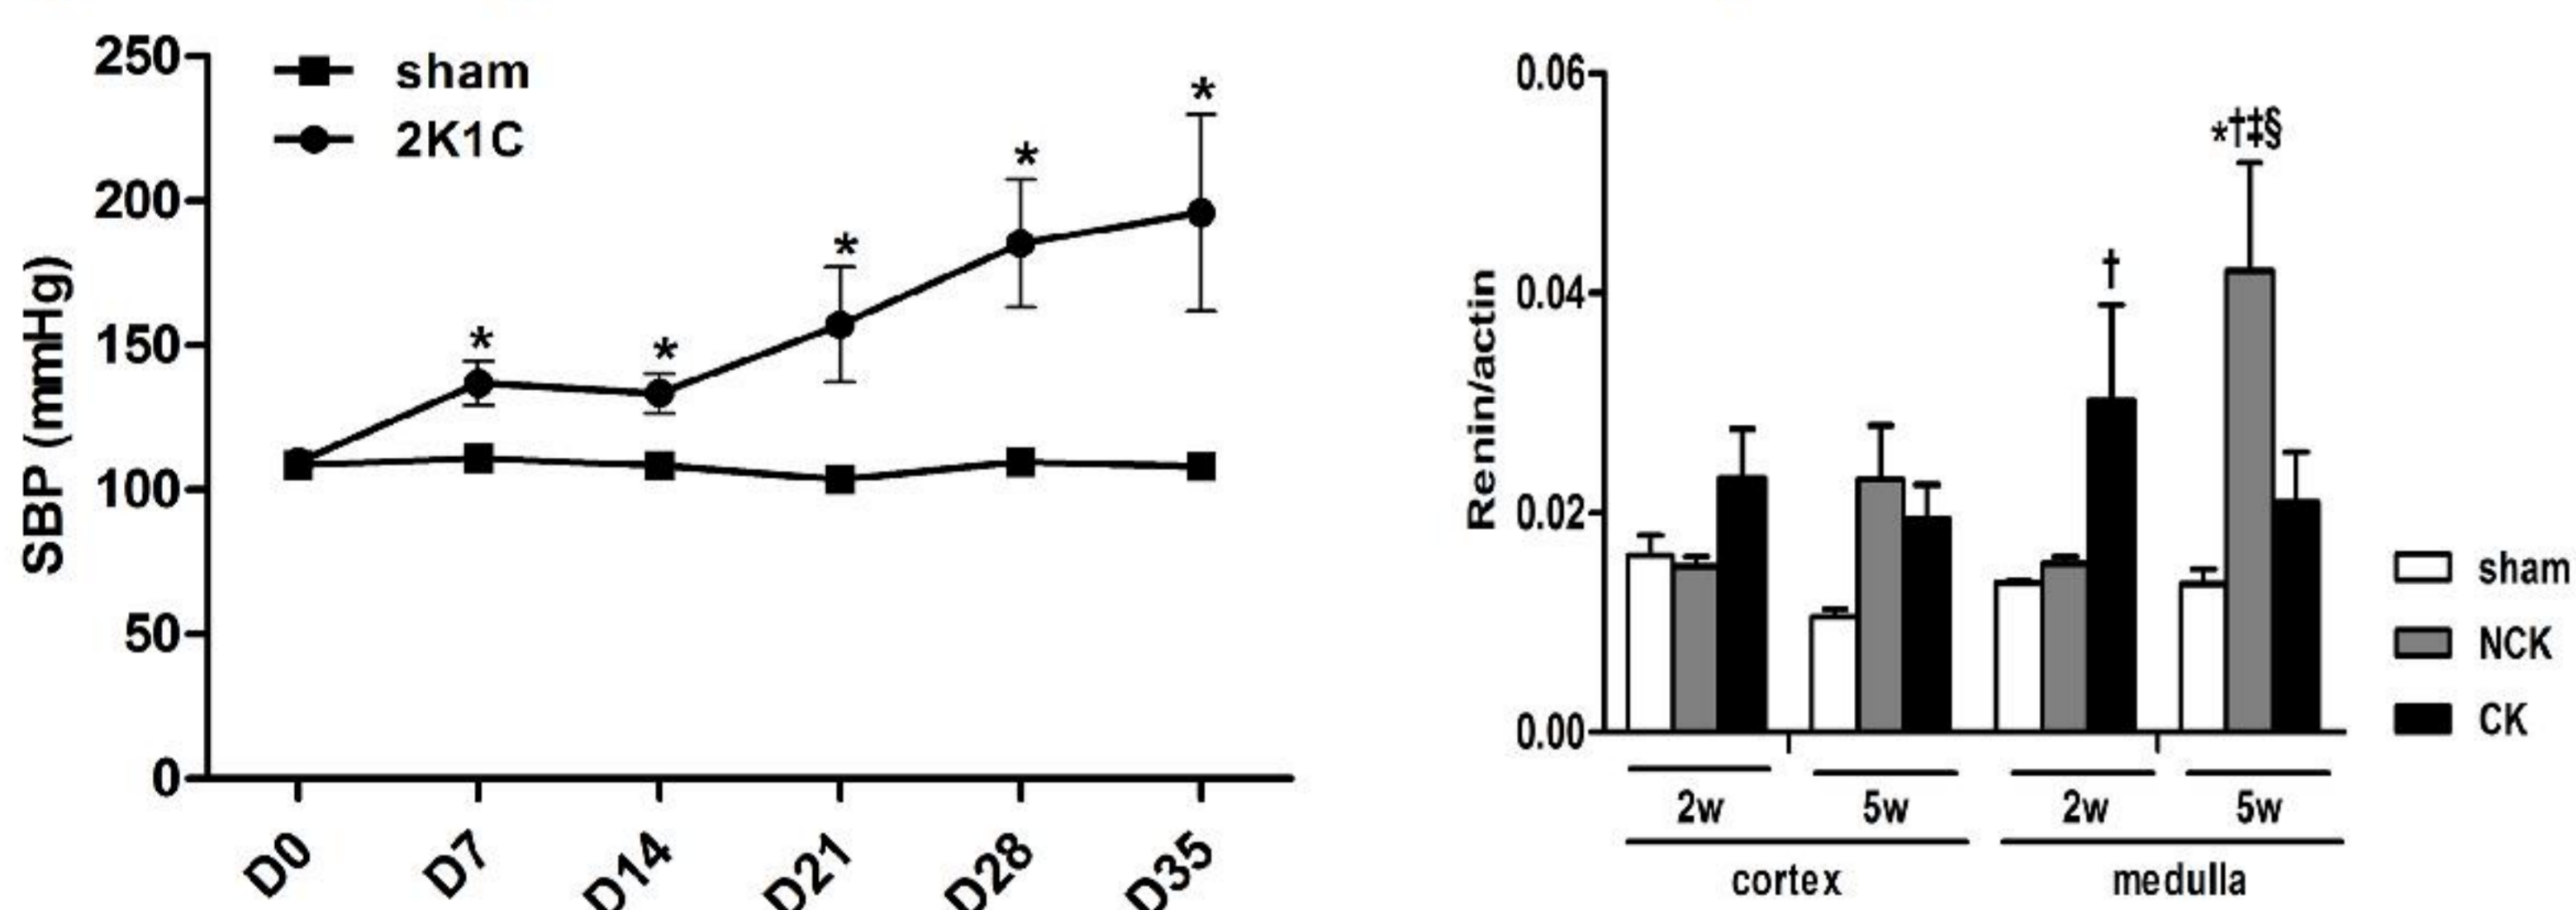 250
sham
2K1C
200
150
100
50
0
SBP (mmHg)
*
*
*
*
*
D0
D7
D14
D21
D28
D35
0.06
0.04
0.02
0.00
Renin/actin
†
*†‡§
sham
NCK
CK
2w 5w 2w 5w
cortex medulla